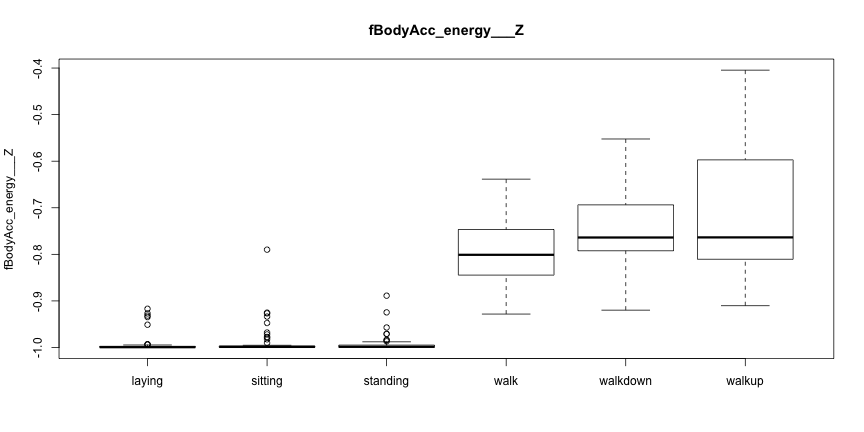 fBodyAcc_energy___Z
fBodyAcc_energy___Z
-0.4
-0.5
-0.6
-0.7
-0.8
-0.9
-1.0
laying sitting standing walk walkdown walkup